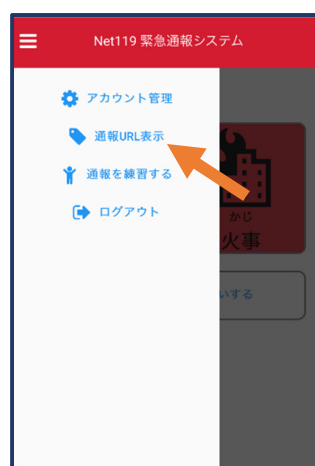 Net119 緊急通報システム
アカウント管理
通報URL表示
通報を練習する
ログアウト
かじ
火事
いする